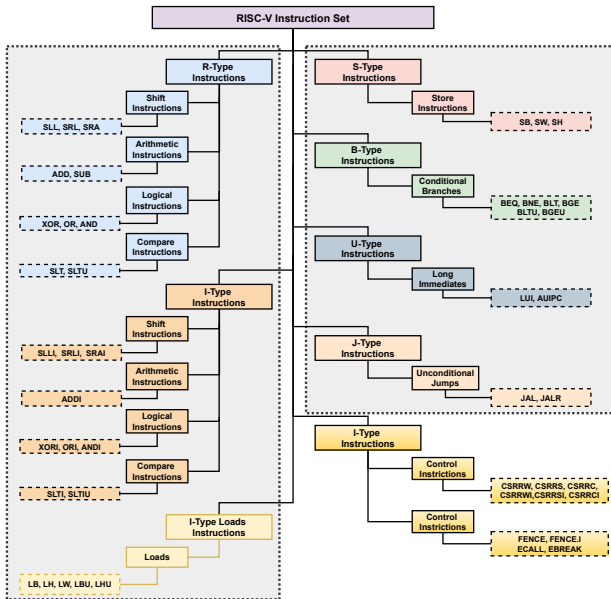 RISC-V Instruction Set
R-Type
Instructions
Shift
Instructions
SLL, SRL, SRA
Arithmetic
Instructions
ADD, SUB
Logical
Instructions
XOR, OR, AND
Compare
Instructions
SLT, SLTU
I-Type
Instructions
Shift
Instructions
SLLI, SRLI, SRAI
Arithmetic
Instructions
ADDI
Logical
Instructions
XORI, ORI, ANDI
Compare
Instructions
SLTI, SLTIU
I-Type Loads
Instructions
Loads
LB, LH, LW, LBU, LHU
S-Type
Instructions
Store
Instructions
SB, SW, SH
B-Type
Instructions
Conditional
Branches
BEQ, BNE, BLT, BGE
BLTU, BGEU
U-Type
Instructions
Long
Immediates
LUI, AUIPC
J-Type
Instructions
Unconditional
Jumps
JAL, JALR
I-Type
Instructions
Control
Instrictions
CSRRW, CSRRS, CSRRC,
CSRRWI,CSRRSI, CSRRCI
Control
Instrictions
FENCE, FENCE.I
ECALL, EBREAK